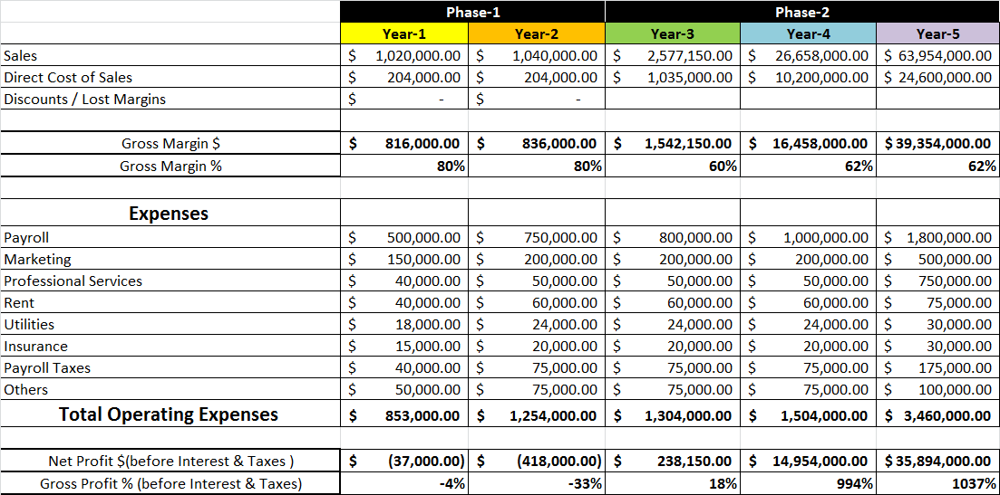 Phase-1 Phase-2
Year-1 Year-2 Year-3 Year-4 Year-5
Sales $ 1,020,000.00 $ 1,040,000.00 $ 2,577,150.00 $ 26,658,000.00 $ 63,954,000.00
Direct Cost of Sales $ 204,000.00 $ 204,000.00 $ 1,035,000.00 $ 10,200,000.00 $ 24,600,000.00
Discounts / Lost Margins $ - $ -
Gross Margin $ $ 816,000.00 $ 836,000.00 $ 1,542,150.00 $ 16,458,000.00 $ 39,354,000.00
Gross Margin % 80% 80% 60% 62% 62%
Expenses
Payroll $ 500,000.00 $ 750,000.00 $ 800,000.00 $ 1,000,000.00 $ 1,800,000.00
Marketing $ 150,000.00 $ 200,000.00 $ 200,000.00 $ 200,000.00 $ 500,000.00
Professional Services $ 40,000.00 $ 50,000.00 $ 50,000.00 $ 50,000.00 $ 750,000.00
Rent $ 40,000.00 $ 60,000.00 $ 60,000.00 $ 60,000.00 $ 75,000.00
Utilities $ 18,000.00 $ 24,000.00 $ 24,000.00 $ 24,000.00 $ 30,000.00
Insurance $ 15,000.00 $ 20,000.00 $ 20,000.00 $ 20,000.00 $ 30,000.00
Payroll Taxes $ 40,000.00 $ 75,000.00 $ 75,000.00 $ 75,000.00 $ 175,000.00
Others $ 50,000.00 $ 75,000.00 $ 75,000.00 $ 75,000.00 $ 100,000.00
Total Operating Expenses $ 853,000.00 $ 1,254,000.00 $ 1,304,000.00 $ 1,504,000.00 $ 3,460,000.00
Net Profit $(before Interest & Taxes ) $ (37,000.00) $ (418,000.00) $ 238,150.00 $ 14,954,000.00 $ 35,894,000.00
Gross Profit % (before Interest & Taxes) -4% -33% 18% 994% 1037%